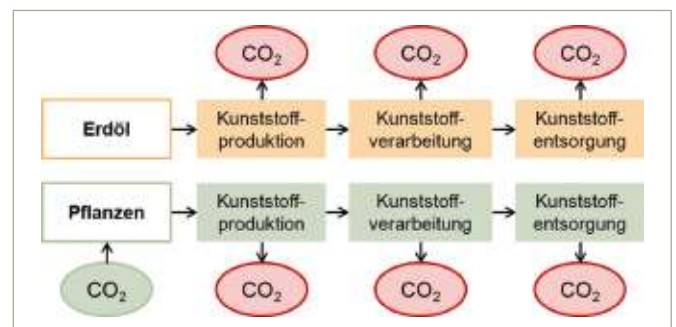 CO₂ CO₂ CO₂
Erdöl
Kunststoff-
produktion
Kunststoff-
verarbeitung
Kunststoff-
entsorgung
Pflanzen
Kunststoff-
produktion
Kunststoff-
verarbeitung
Kunststoff-
entsorgung
CO₂ CO₂ CO₂ CO₂